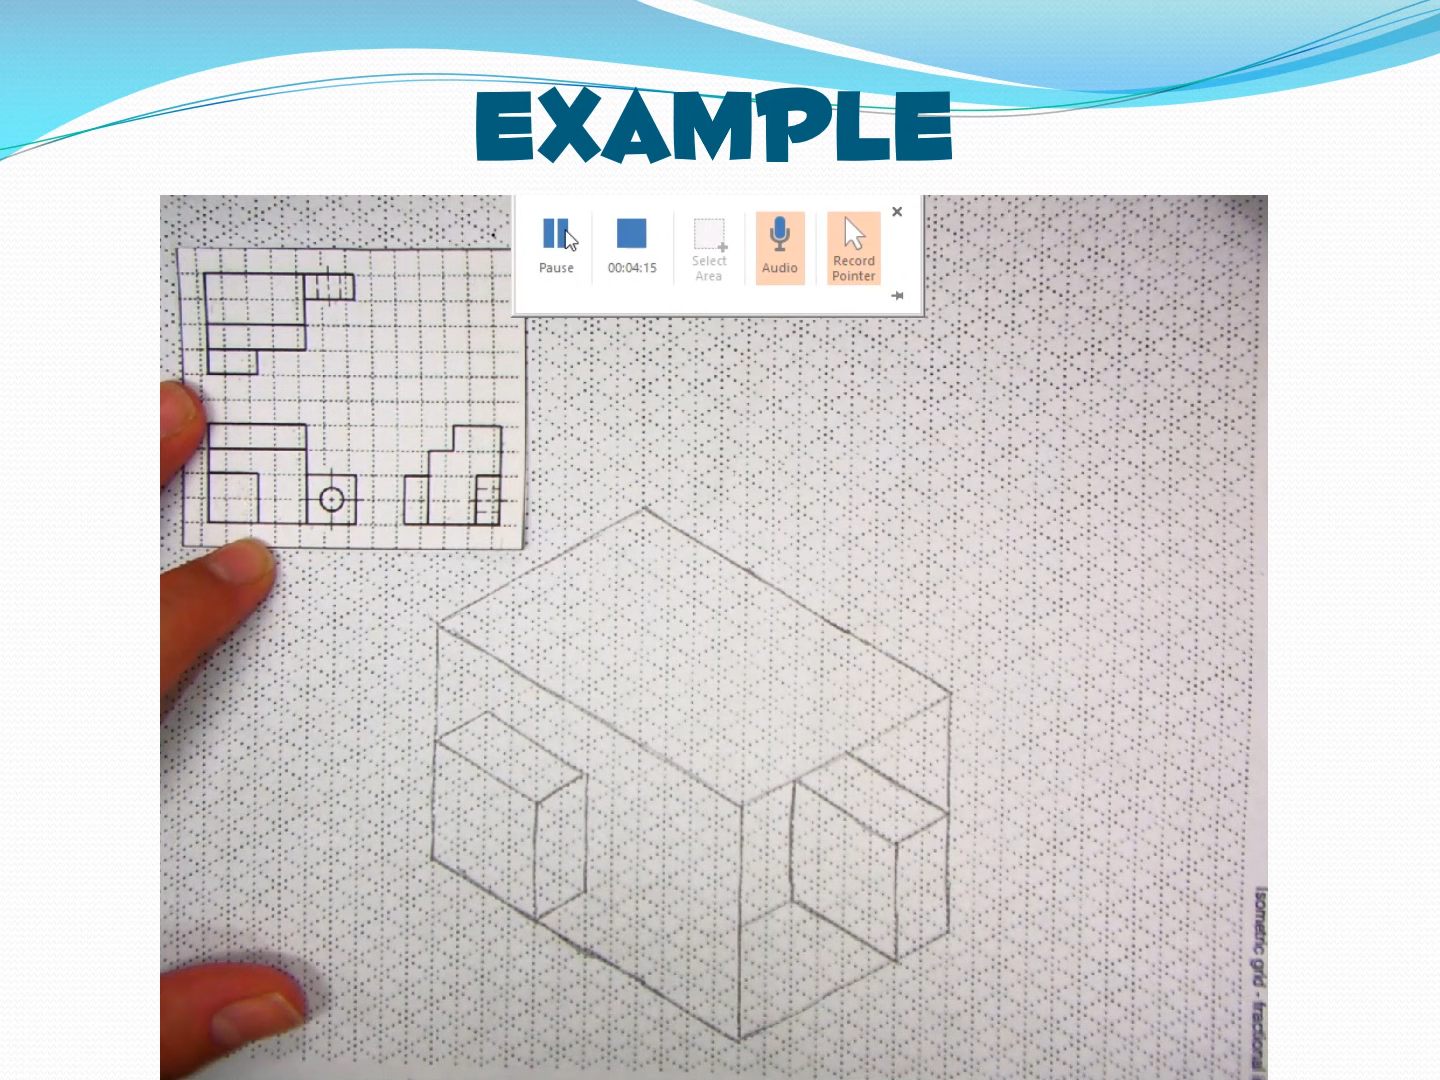 EXAMPLE
Pause
00:04:15
Select
Area
Audio
Record
Pointer
isometric grid - fractional